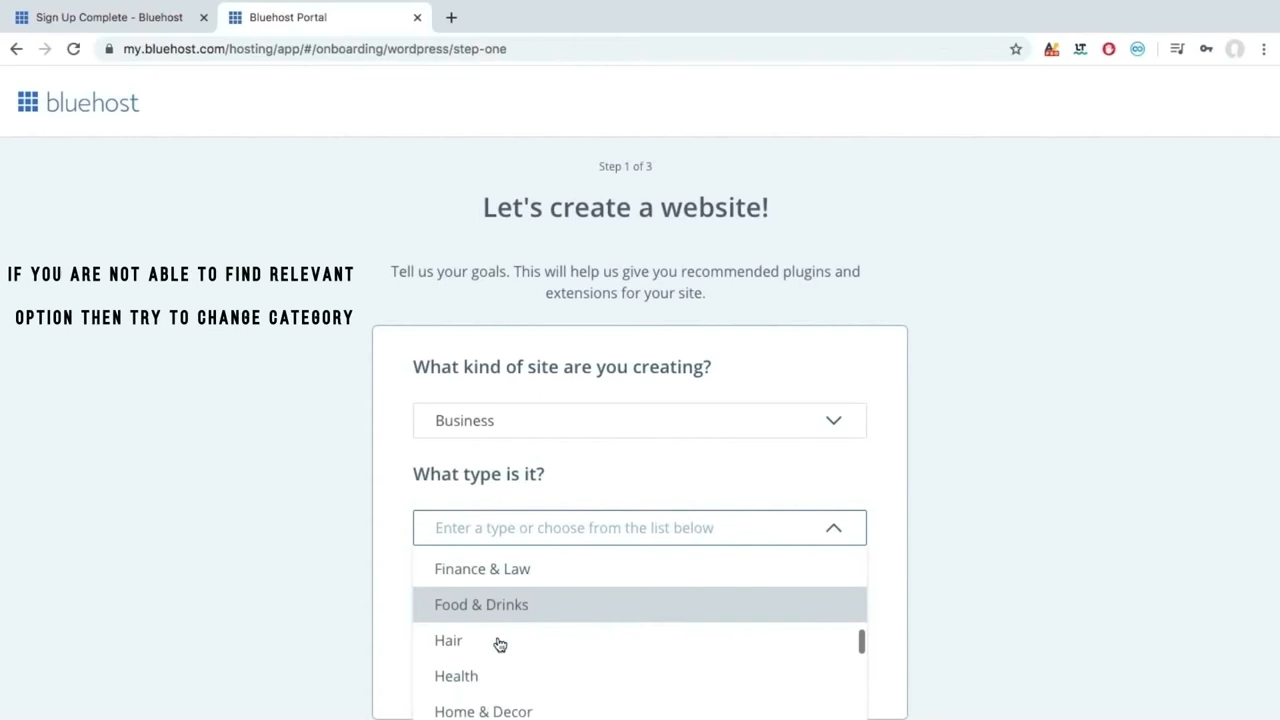 Sign Up Complete - Bluehost
Bluehost Portal
my.bluehost.com/hosting/app/#/onboarding/wordpress/step-one
bluehost
Step 1 of 3
Let's create a website!
IF YOU ARE NOT ABLE TO FIND RELEVANT
OPTION THEN TRY TO CHANGE CATEGORY
Tell us your goals. This will help us give you recommended plugins and
extensions for your site.
What kind of site are you creating?
Business
What type is it?
Enter a type or choose from the list below
Finance & Law
Food & Drinks
Hair
Health
Home & Decor